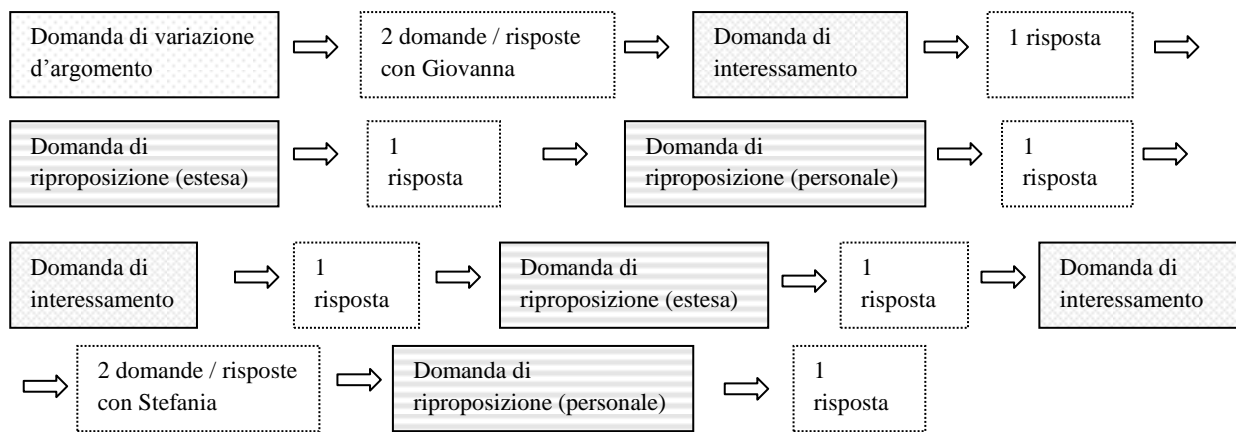 Domanda di variazione
d’argomento
2 domande / risposte
con Giovanna
Domanda di
interessamento
1 risposta
Domanda di
riproposizione (estesa)
1
risposta
Domanda di
riproposizione (personale)
1
risposta
Domanda di
interessamento
1
risposta
Domanda di
riproposizione (estesa)
1
risposta
Domanda di
interessamento
2 domande / risposte
con Stefania
Domanda di
riproposizione (personale)
1
risposta